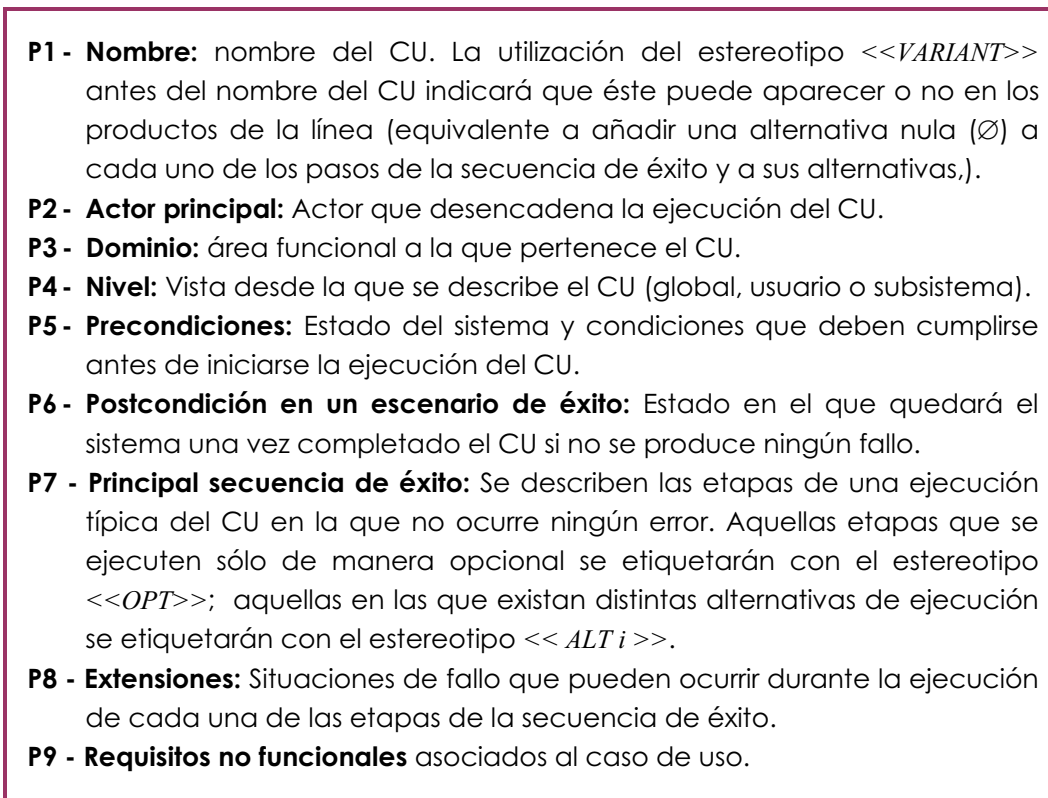 P1 - Nombre: nombre del CU. La utilización del estereotipo <<VARIANT>>
antes del nombre del CU indicará que éste puede aparecer o no en los
productos de la línea (equivalente a añadir una alternativa nula (∅) a
cada uno de los pasos de la secuencia de éxito y a sus alternativas,).
P2 - Actor principal: Actor que desencadena la ejecución del CU.
P3 - Dominio: área funcional a la que pertenece el CU.
P4 - Nivel: Vista desde la que se describe el CU (global, usuario o subsistema).
P5 - Precondiciones: Estado del sistema y condiciones que deben cumplirse
antes de iniciarse la ejecución del CU.
P6 - Postcondición en un escenario de éxito: Estado en el que quedará el
sistema una vez completado el CU si no se produce ningún fallo.
P7 - Principal secuencia de éxito: Se describen las etapas de una ejecución
típica del CU en la que no ocurre ningún error. Aquellas etapas que se
ejecuten sólo de manera opcional se etiquetarán con el estereotipo
<<OPT>>; aquellas en las que existan distintas alternativas de ejecución
se etiquetarán con el estereotipo << ALT i >>.
P8 - Extensiones: Situaciones de fallo que pueden ocurrir durante la ejecución
de cada una de las etapas de la secuencia de éxito.
P9 - Requisitos no funcionales asociados al caso de uso.